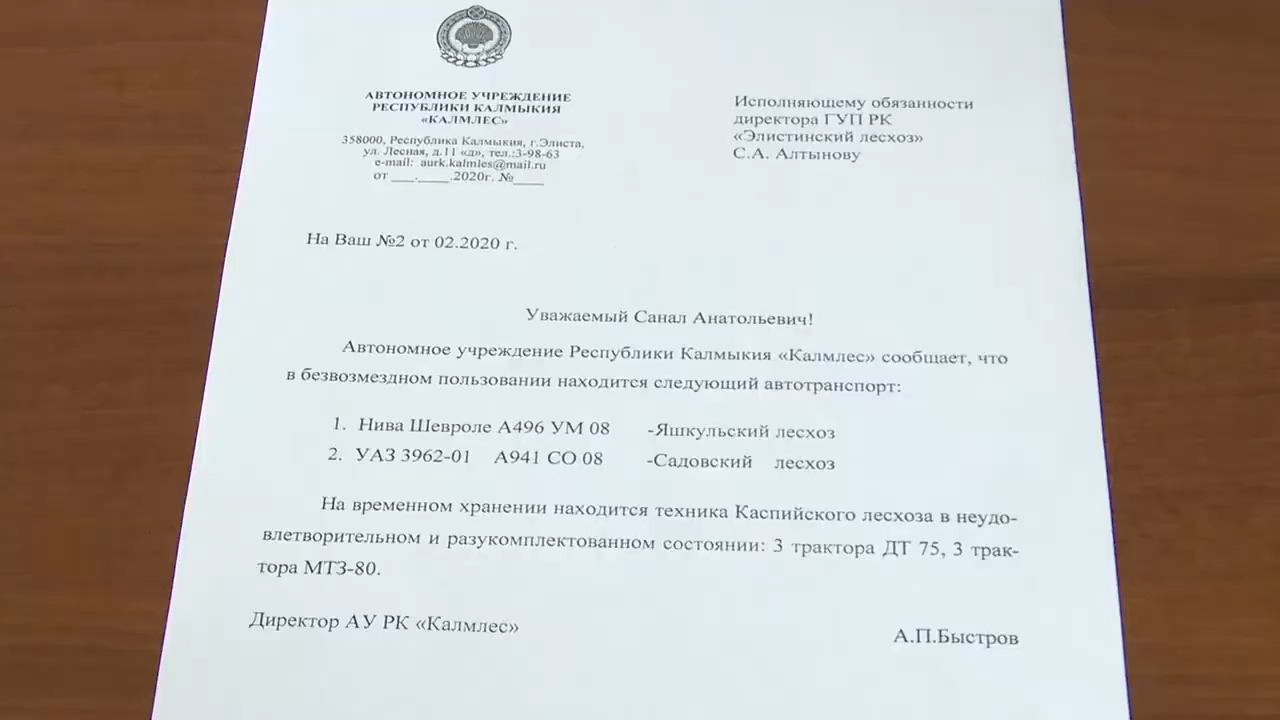 АВТОНОМНОЕ УЧРЕЖДЕНИЕ
РЕСПУБЛИКИ КАЛМЫКИЯ
«КАЛМЛЕС»
358000, Республика Калмыкия, г.Элиста,
ул. Лесная, д.11 «д», тел.:3-98-63
e-mail: aurk.kalmles@mail.ru
от ___.____.2020г. №____
Исполняющему обязанности
директора ГУП РК
«Элистинский лесхоз»
С.А. Алтынову
На Ваш №2 от 02.2020 г.
Уважаемый Санал Анатольевич!
Автономное учреждение Республики Калмыкия «Калмлес» сообщает, что
в безвозмездном пользовании находится следующий автотранспорт:
1. Нива Шевроле А496 УМ 08 -Яшкульский лесхоз
2. УАЗ 3962-01 А941 СО 08 -Садовский лесхоз
На временном хранении находится техника Каспийского лесхоза в неудо-
влетворительном и разукомплектованном состоянии: 3 трактора ДТ 75, 3 трак-
тора МТЗ-80.
Директор АУ РК «Калмлес» А.П.Быстров